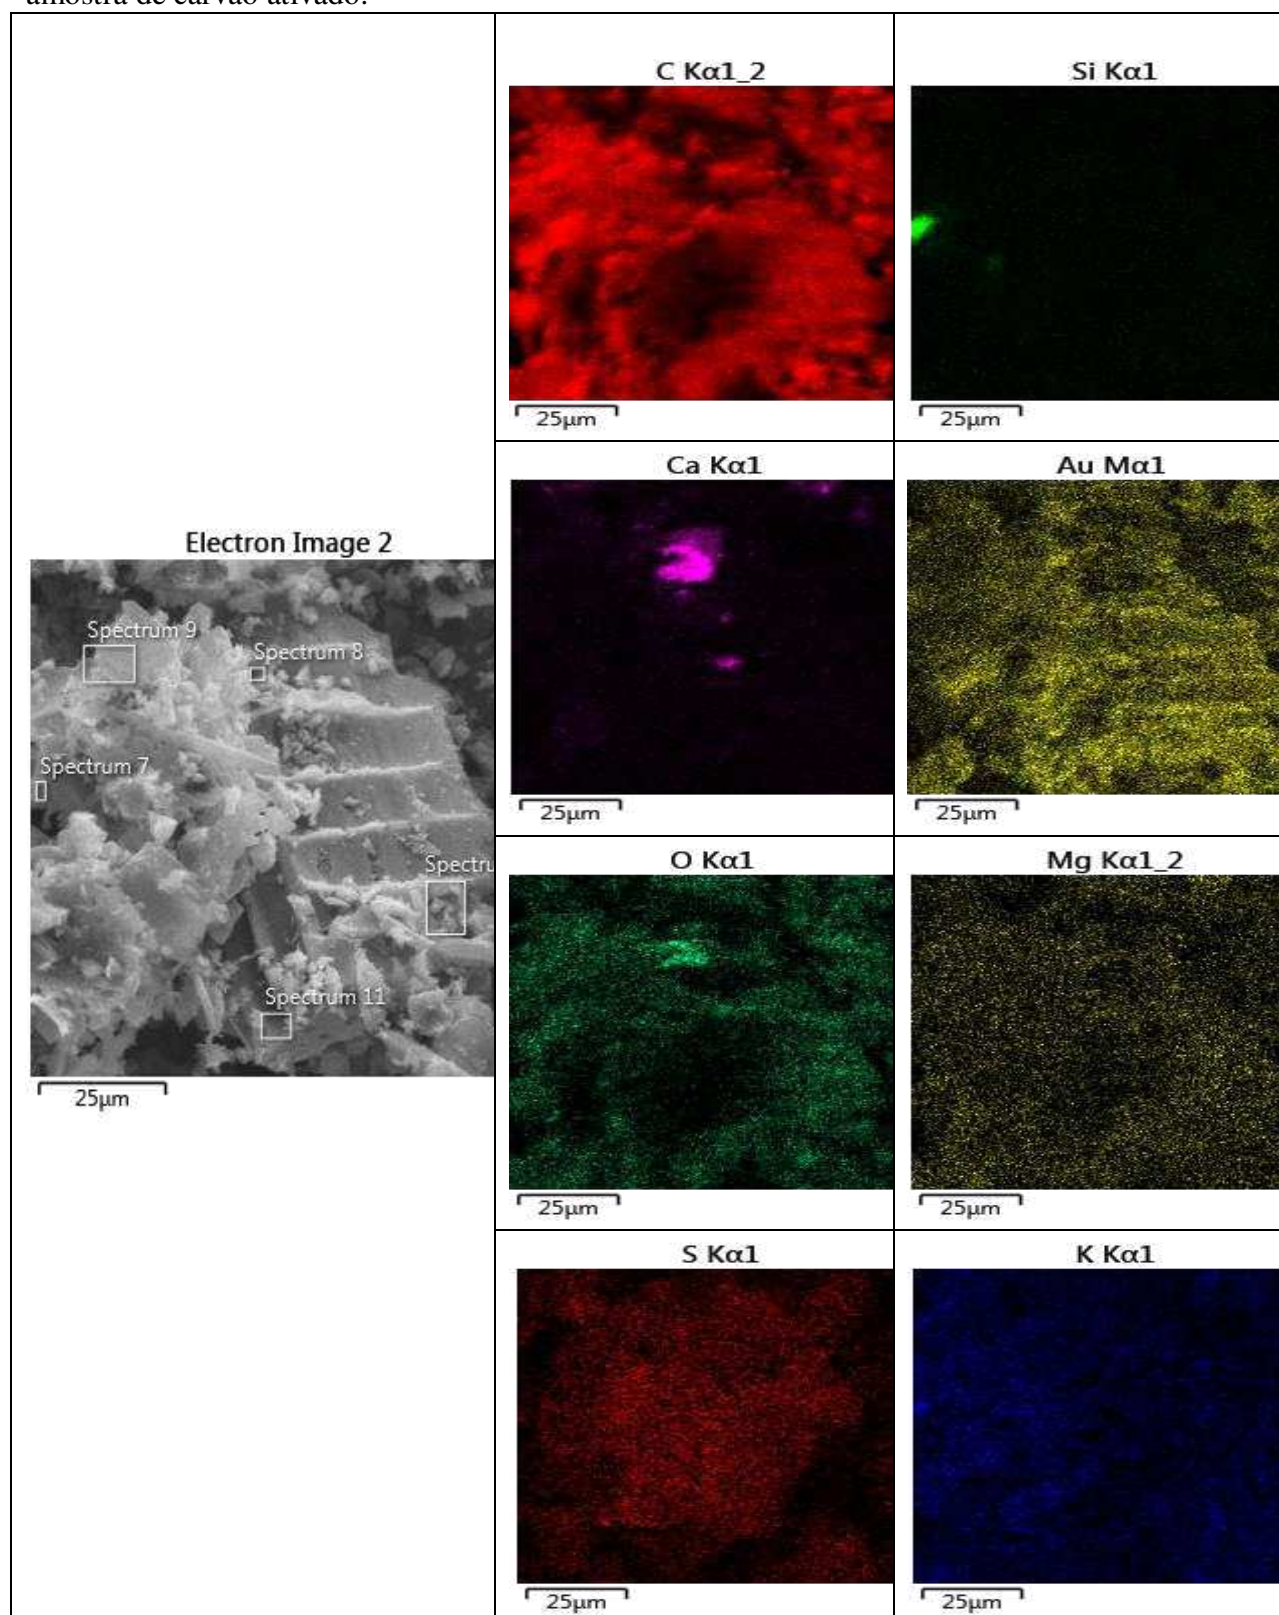 amostra de carvão ativado.
C Kα1_2
Si Kα1
25µm
25µm
Ca Kα1
Au Mα1
25µm
25µm
Electron Image 2
Spectrum 9
Spectrum 8
Spectrum 7
Spectrum 11
25µm
O Kα1
Mg Kα1_2
25µm
25µm
S Kα1
K Kα1
25µm
25µm